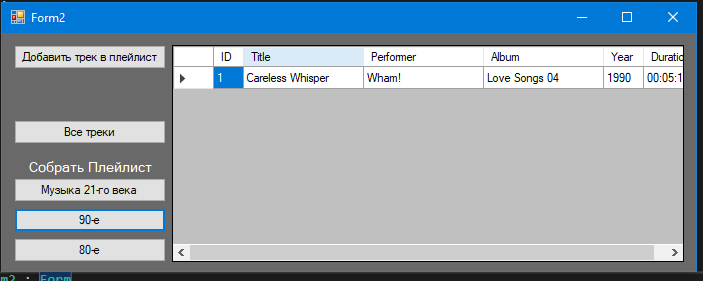 Form2
Добавить трек в плейлист
Все треки
Собрать Плейлист
Музыка 21-го века
90-е
80-е
ID Title Performer Album Year Duratio
1 Careless Whisper Wham! Love Songs 04 1990 00:05:1
m2 : Form